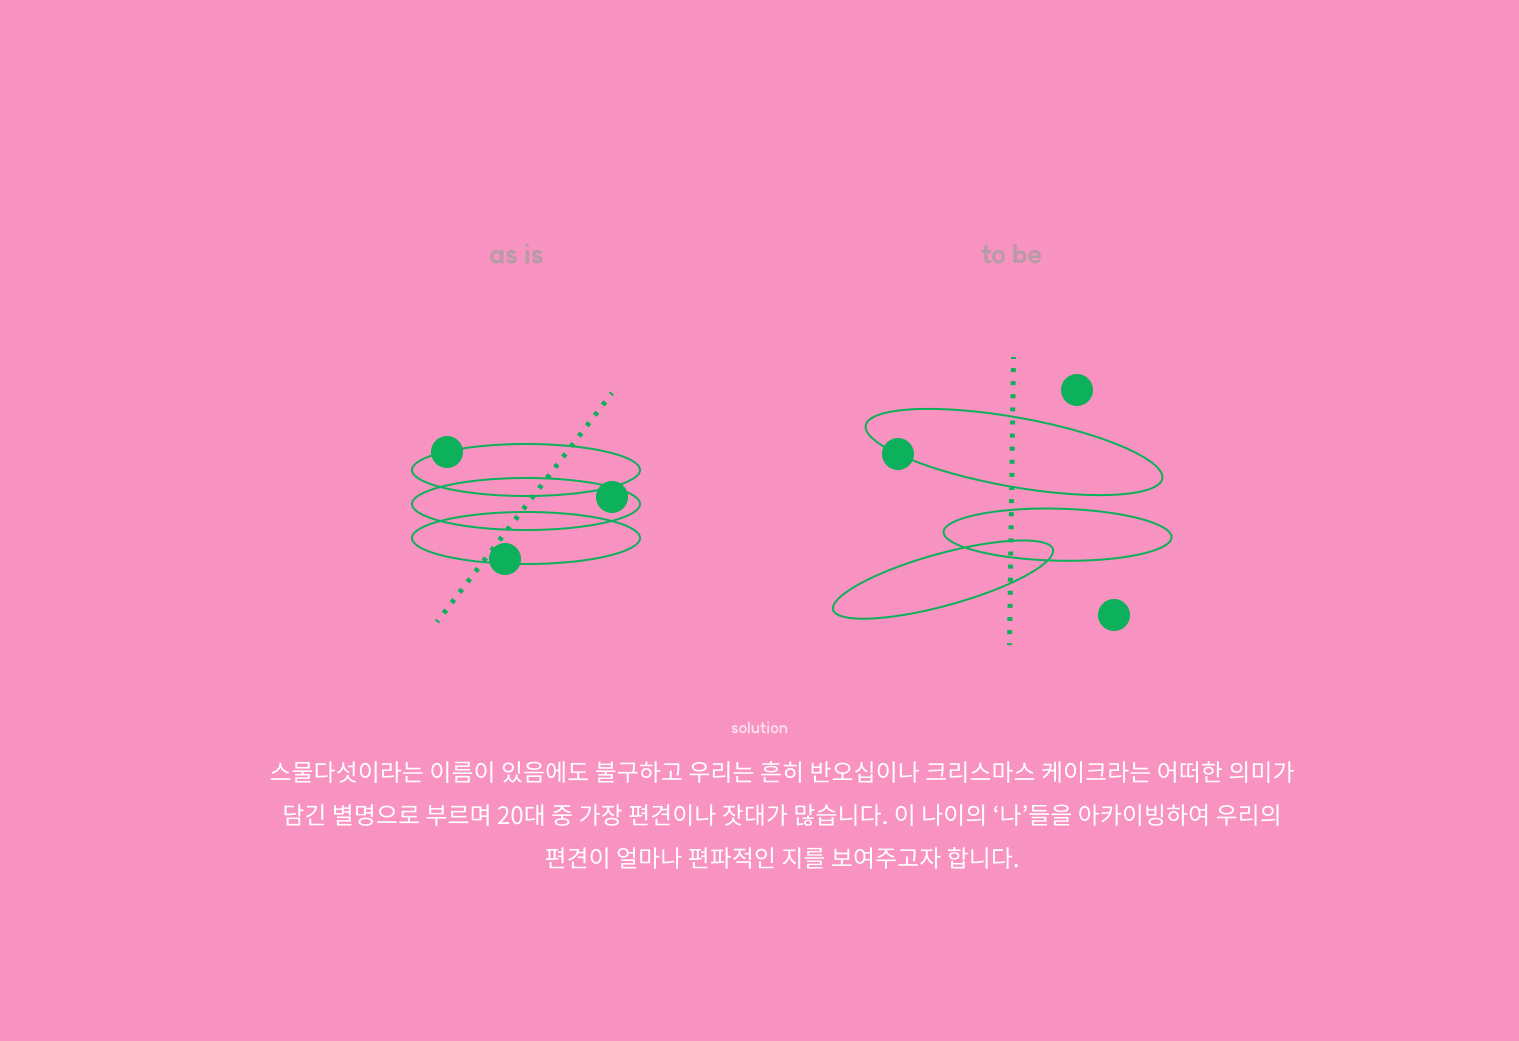 as is
to be
solution
스물다섯이라는 이름이 있음에도 불구하고 우리는 흔히 반오십이나 크리스마스 케이크라는 어떠한 의미가
담긴 별명으로 부르며 20대 중 가장 편견이나 잣대가 많습니다. 이 나이의 ‘나’들을 아카이빙하여 우리의
편견이 얼마나 편파적인 지를 보여주고자 합니다.